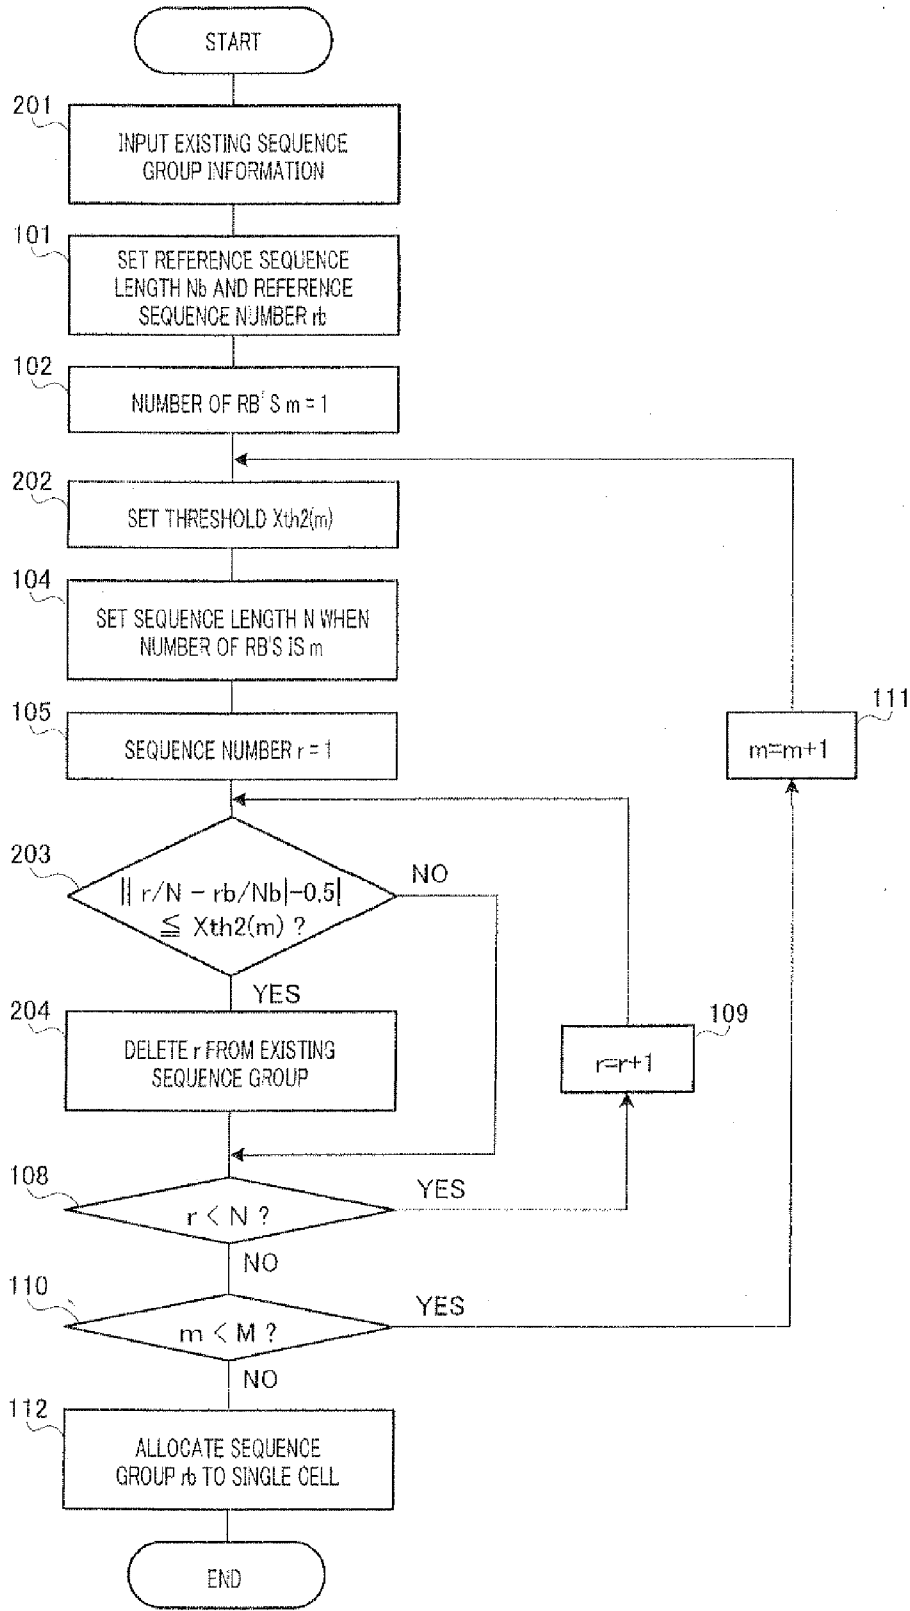 START
201
INPUT EXISTING SEQUENCE
GROUP INFORMATION
101
SET REFERENCE SEQUENCE
LENGTH Nb AND REFERENCE
SEQUENCE NUMBER rb
102
NUMBER OF RB'S m = 1
202
SET THRESHOLD Xth2(m)
104
SET SEQUENCE LENGTH N WHEN
NUMBER OF RB'S IS m
105
SEQUENCE NUMBER r = 1
111
m=m+1
203
|| r/N - rb/Nb|-0.5|
≦ Xth2(m) ?
NO
YES
204
DELETE r FROM EXISTING
SEQUENCE GROUP
109
r=r+1
108
r < N ?
YES
NO
110
m < M ?
YES
NO
112
ALLOCATE SEQUENCE
GROUP rb TO SINGLE CELL
END